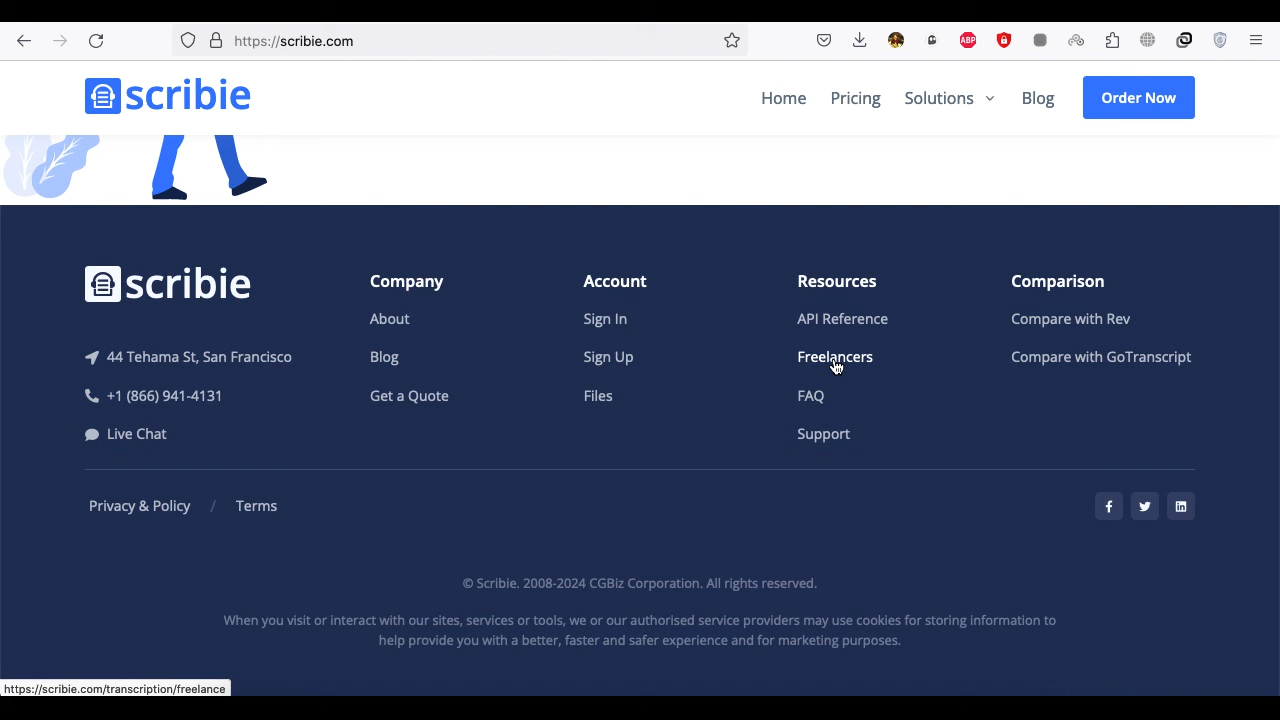 https://scribie.com
ABP
scribie
Home Pricing Solutions Blog Order Now
scribie
44 Tehama St, San Francisco
+1 (866) 941-4131
Live Chat
Company
About
Blog
Get a Quote
Account
Sign In
Sign Up
Files
Resources
API Reference
Freelancers
FAQ
Support
Comparison
Compare with Rev
Compare with GoTranscript
Privacy & Policy / Terms
© Scribie. 2008-2024 CGBiz Corporation. All rights reserved.
When you visit or interact with our sites, services or tools, we or our authorised service providers may use cookies for storing information to
help provide you with a better, faster and safer experience and for marketing purposes.
https://scribie.com/transcription/freelance